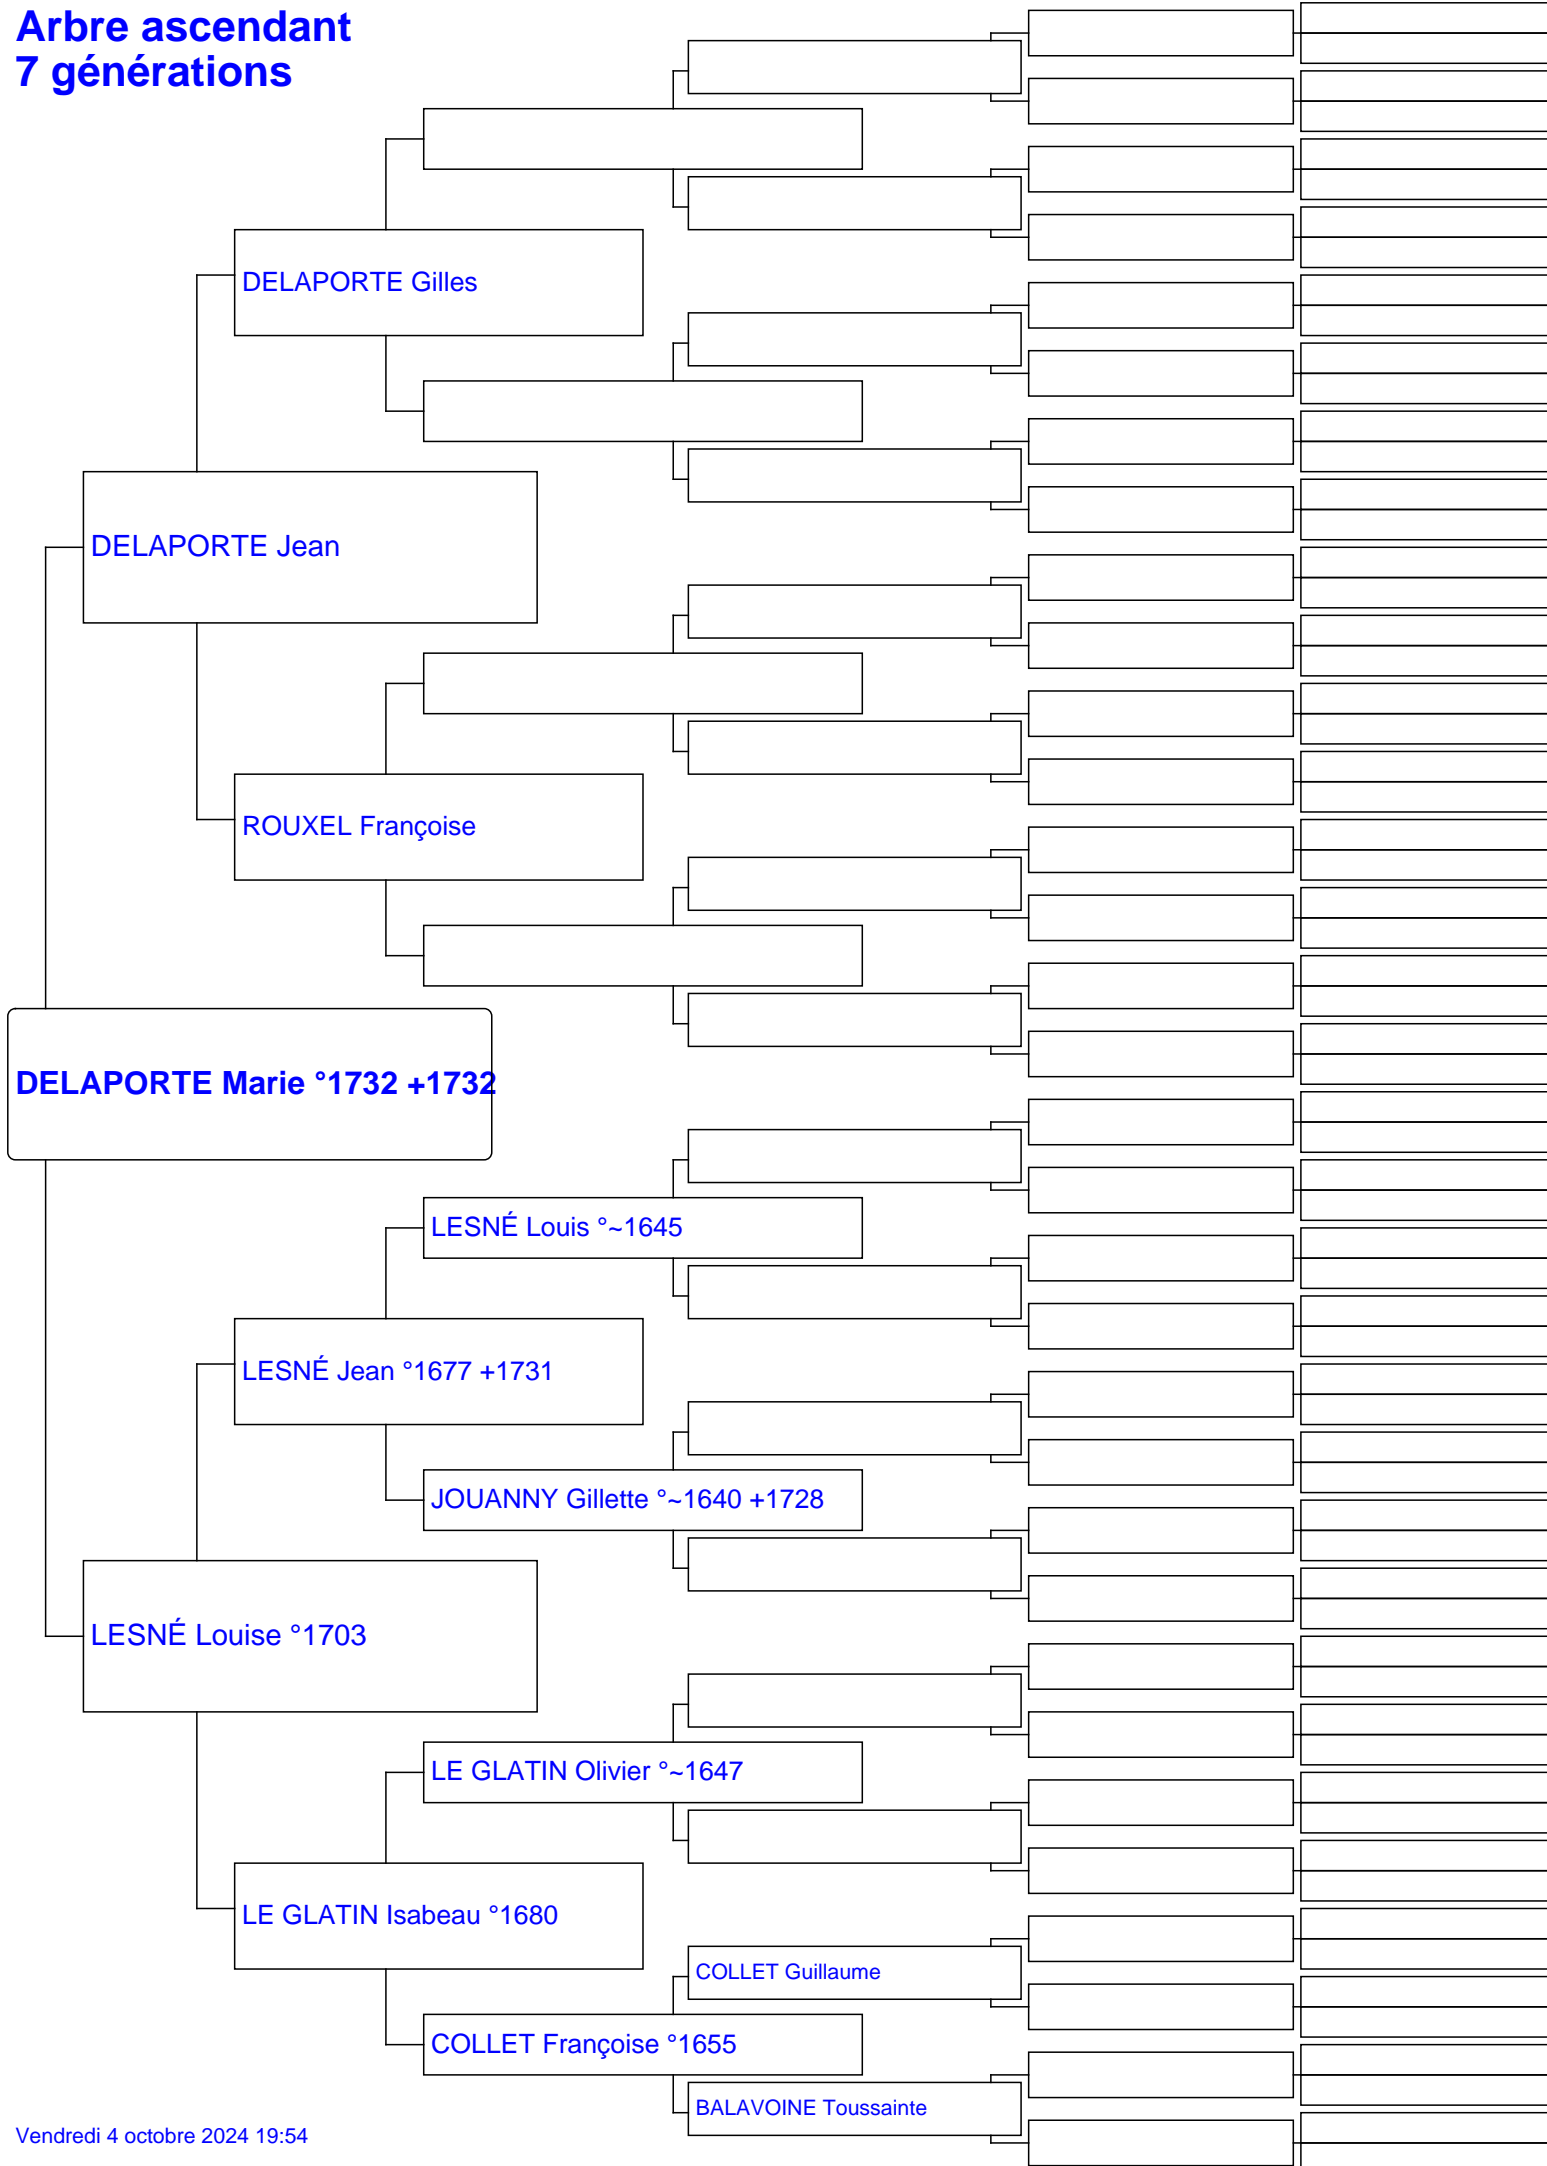 Arbre ascendant
7 générations
DELAPORTE Gilles
DELAPORTE Jean
ROUXEL Françoise
DELAPORTE Marie °1732 +1732
LESNÉ Louis °~1645
LESNÉ Jean °1677 +1731
JOUANNY Gillette °~1640 +1728
LESNÉ Louise °1703
LE GLATIN Olivier °~1647
LE GLATIN Isabeau °1680
COLLET Guillaume
COLLET Françoise °1655
BALAVOINE Toussainte
Vendredi 4 octobre 2024 19:54